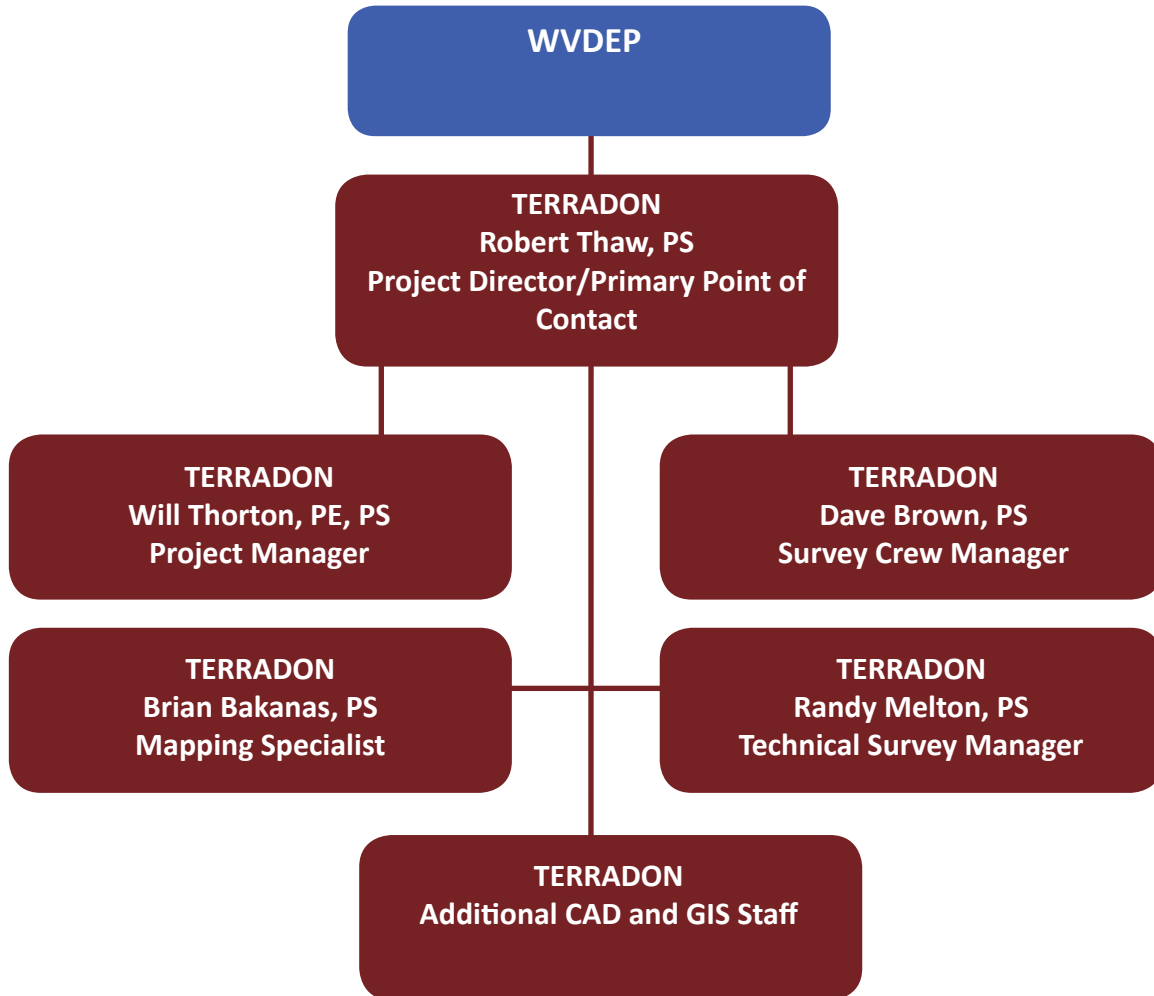 WVDEP
TERRADON
Robert Thaw, PS
Project Director/Primary Point of
Contact
TERRADON
Will Thorton, PE, PS
Project Manager
TERRADON
Dave Brown, PS
Survey Crew Manager
TERRADON
Brian Bakanas, PS
Mapping Specialist
TERRADON
Randy Melton, PS
Technical Survey Manager
TERRADON
Additional CAD and GIS Staff